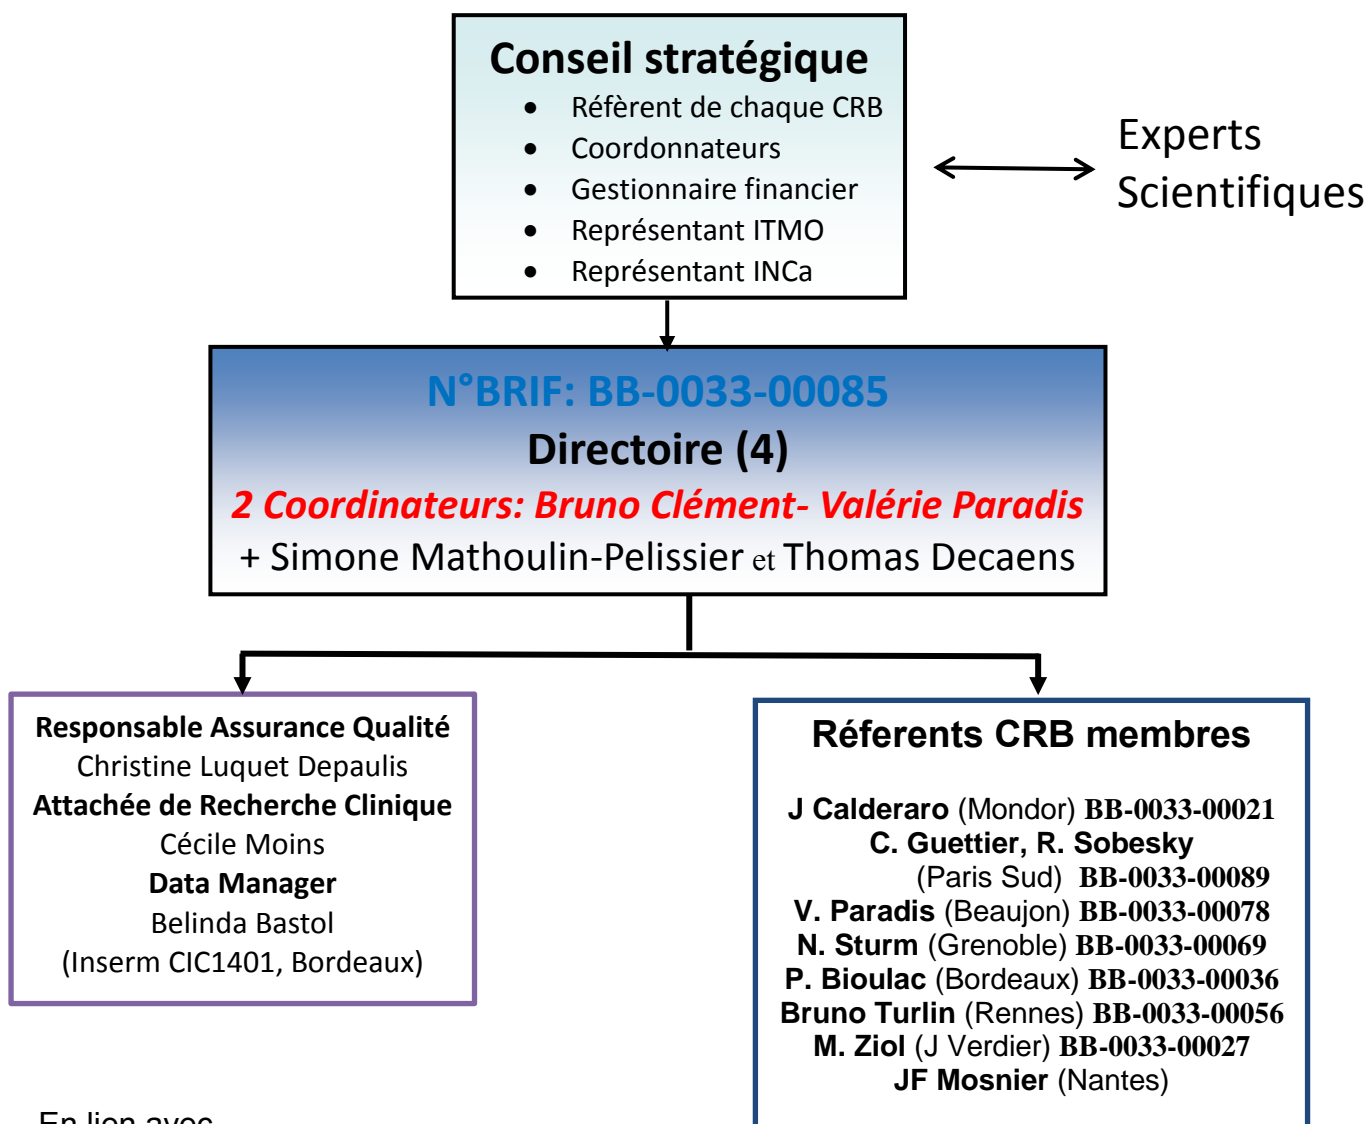 Conseil stratégique
• Réfèrent de chaque CRB
• Coordonnateurs
• Gestionnaire financier
• Représentant ITMO
• Représentant INCa
Experts
Scientifiques
N°BRIF: BB-0033-00085
Directoire (4)
2 Coordinateurs: Bruno Clément- Valérie Paradis
+ Simone Mathoulin-Pelissier et Thomas Decaens
Responsable Assurance Qualité
Christine Luquet Depaulis
Attachée de Recherche Clinique
Cécile Moins
Data Manager
Belinda Bastol
(Inserm CIC1401, Bordeaux)
Réferents CRB membres
J Calderaro (Mondor) BB-0033-00021
C. Guettier, R. Sobesky
(Paris Sud) BB-0033-00089
V. Paradis (Beaujon) BB-0033-00078
N. Sturm (Grenoble) BB-0033-00069
P. Bioulac (Bordeaux) BB-0033-00036
Bruno Turlin (Rennes) BB-0033-00056
M. Ziol (J Verdier) BB-0033-00027
JF Mosnier (Nantes)
En lien avec